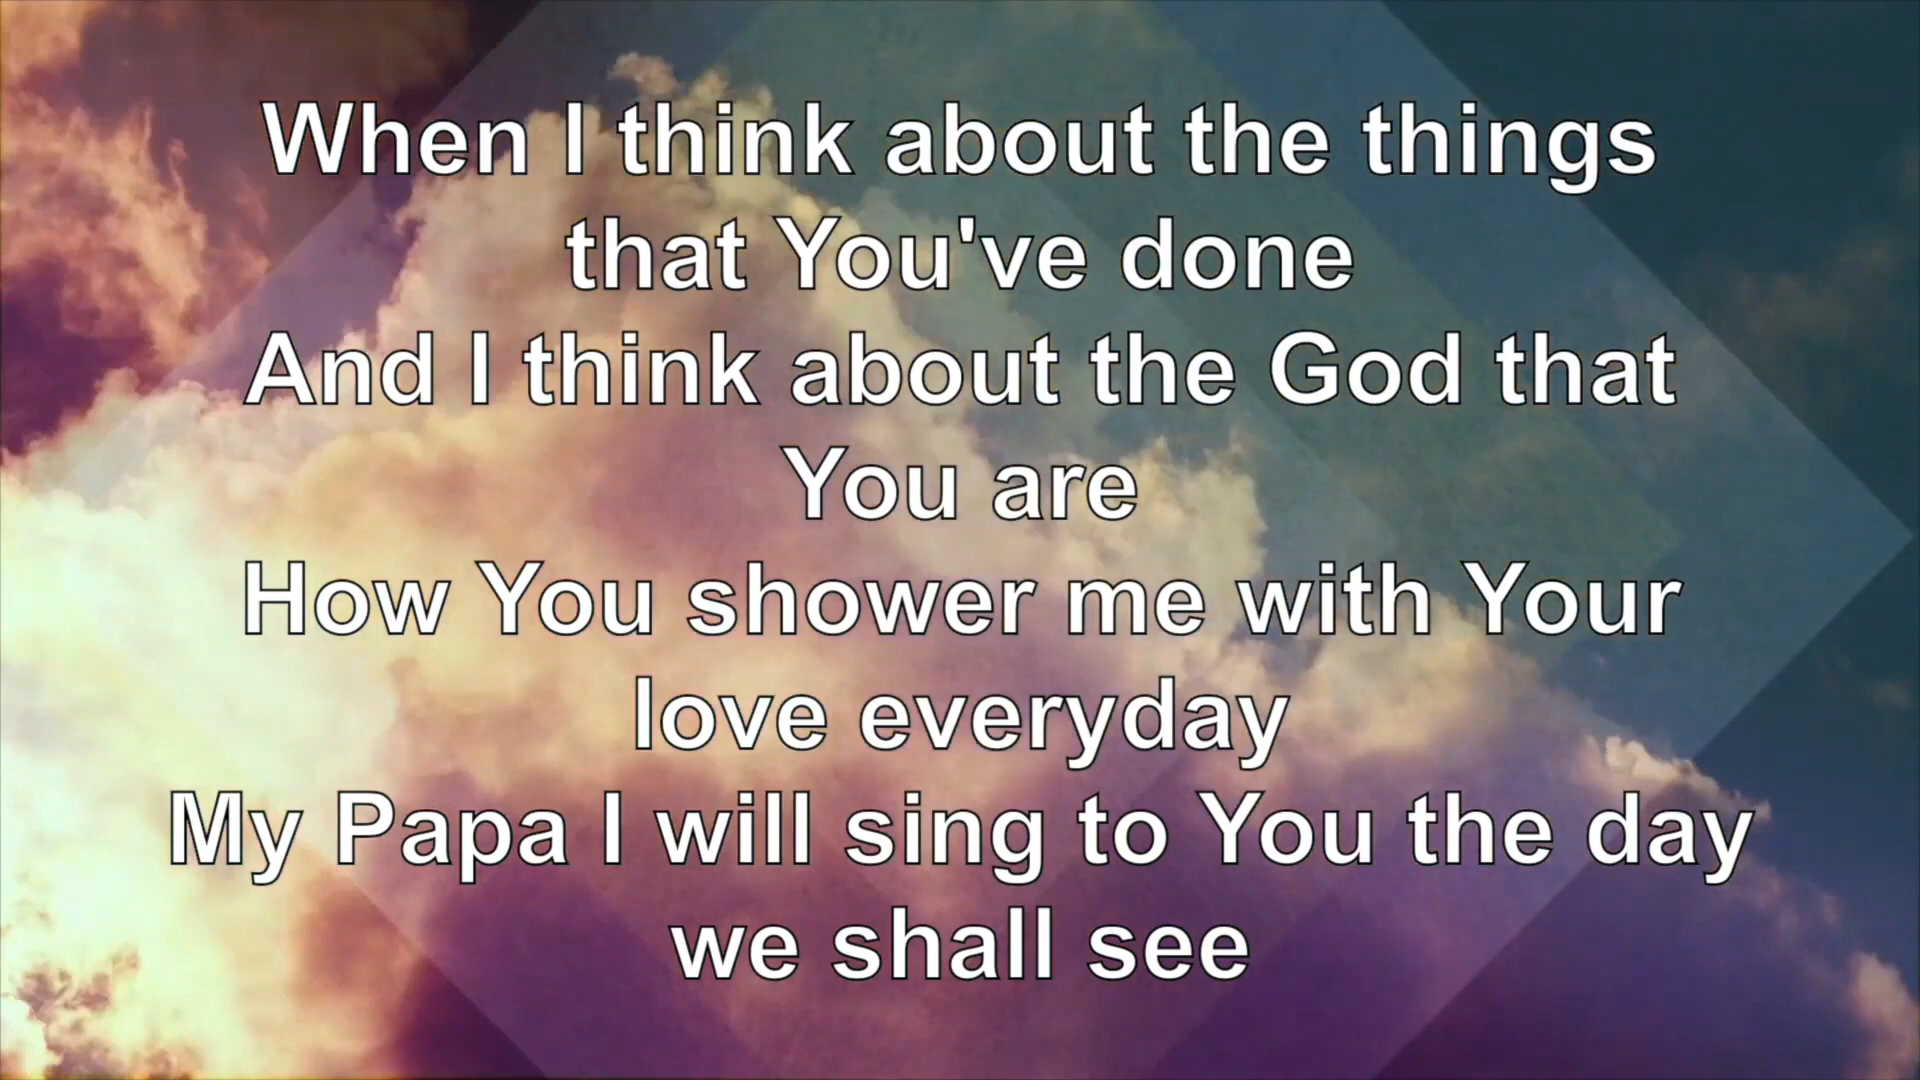 When I think about the things
that You've done
And I think about the God that
You are
How You shower me with Your
love everyday
My Papa I will sing to You the day
we shall see